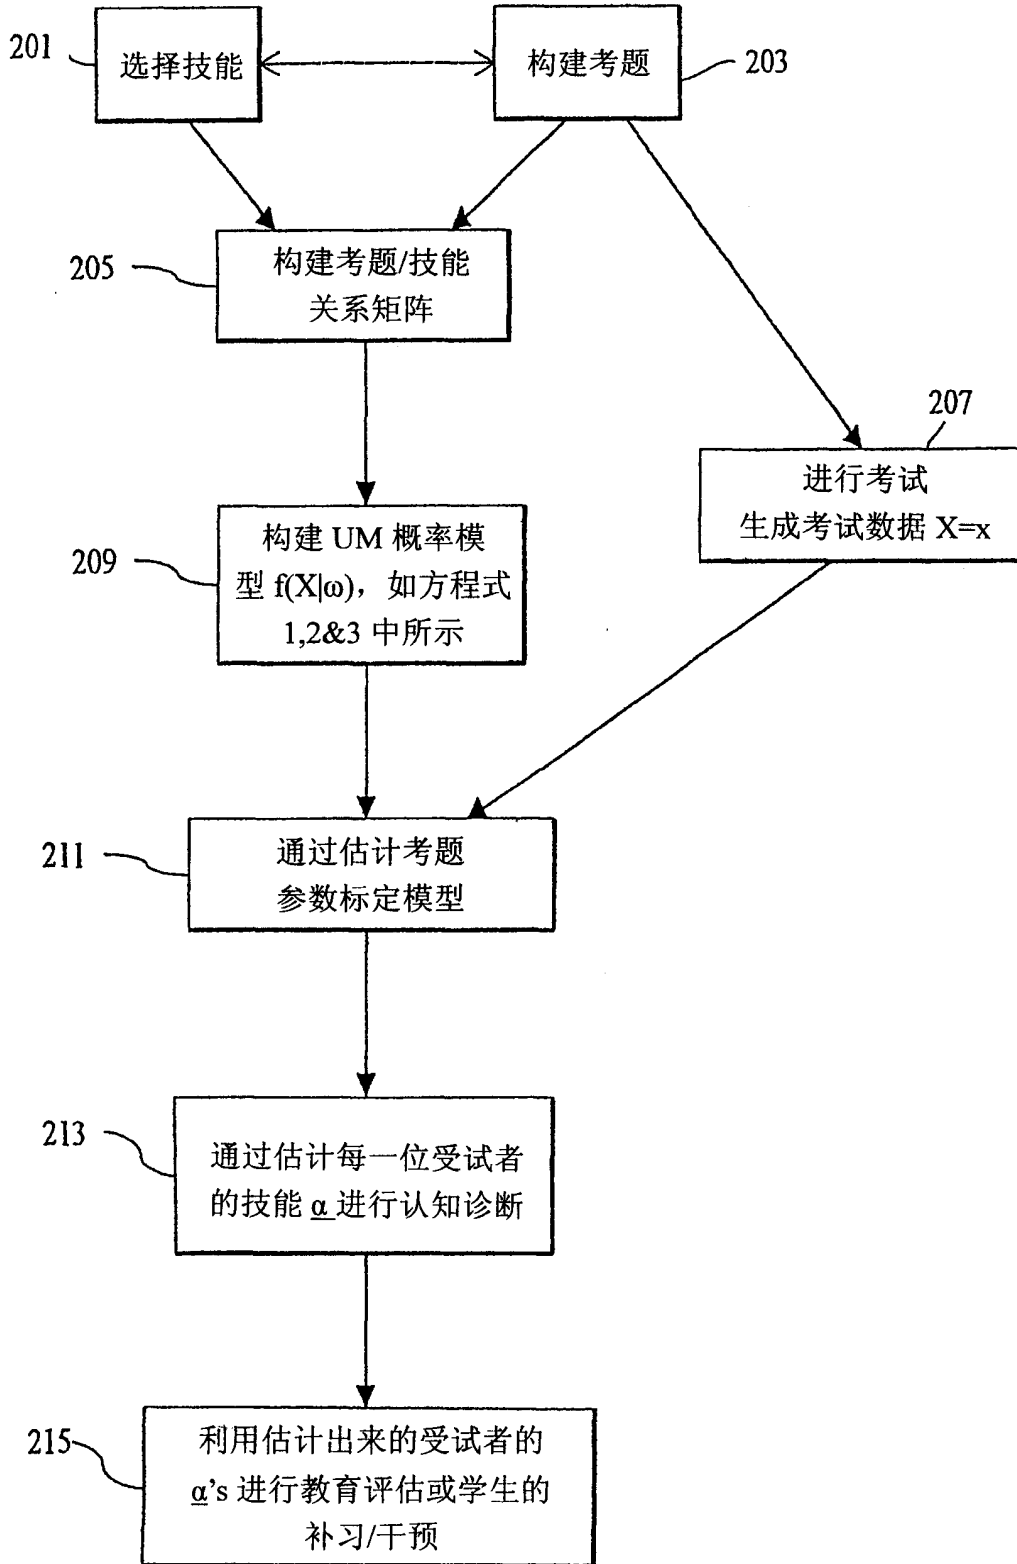 201
选择技能
构建考题
203
205
构建考题/技能
关系矩阵
207
进行考试
生成考试数据 X=x
209
构建 UM 概率模
型 f(X|ω)，如方程式
1,2&3 中所示
211
通过估计考题
参数标定模型
213
通过估计每一位受试者
的技能 α 进行认知诊断
215
利用估计出来的受试者的
α's 进行教育评估或学生的
补习/干预